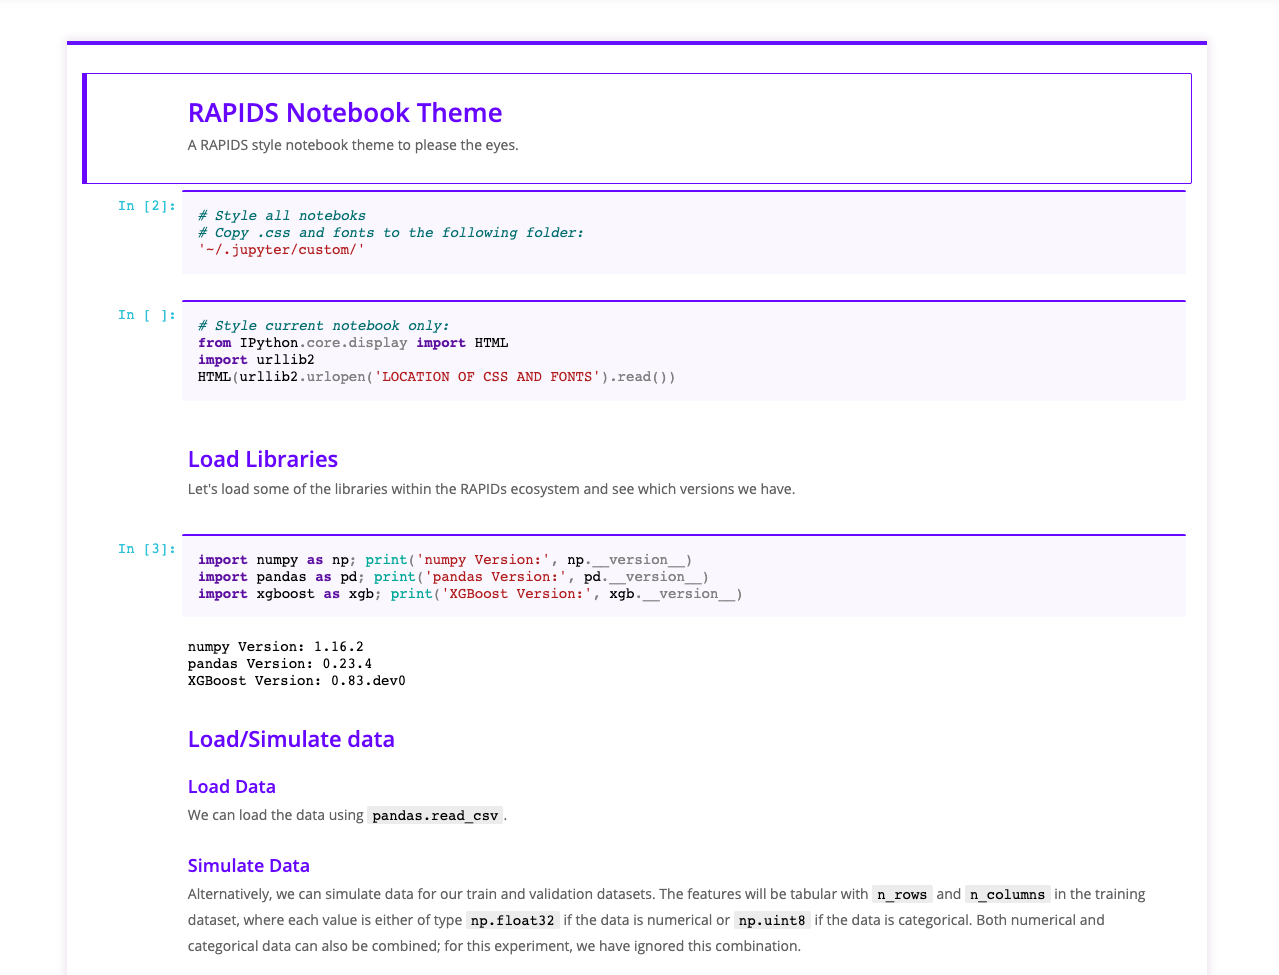 RAPIDS Notebook Theme
A RAPIDS style notebook theme to please the eyes.
In [2]:
# Style all noteboks
# Copy .css and fonts to the following folder:
'~/.jupyter/custom/'
In [ ]:
# Style current notebook only:
from IPython.core.display import HTML
import urllib2
HTML(urllib2.urlopen('LOCATION OF CSS AND FONTS').read())
Load Libraries
Let's load some of the libraries within the RAPIDs ecosystem and see which versions we have.
In [3]:
import numpy as np; print('numpy Version:', np.__version__)
import pandas as pd; print('pandas Version:', pd.__version__)
import xgboost as xgb; print('XGBoost Version:', xgb.__version__)
numpy Version: 1.16.2
pandas Version: 0.23.4
XGBoost Version: 0.83.dev0
Load/Simulate data
Load Data
We can load the data using pandas.read_csv.
Simulate Data
Alternatively, we can simulate data for our train and validation datasets. The features will be tabular with n_rows and n_columns in the training
dataset, where each value is either of type np.float32 if the data is numerical or np.uint8 if the data is categorical. Both numerical and
categorical data can also be combined; for this experiment, we have ignored this combination.